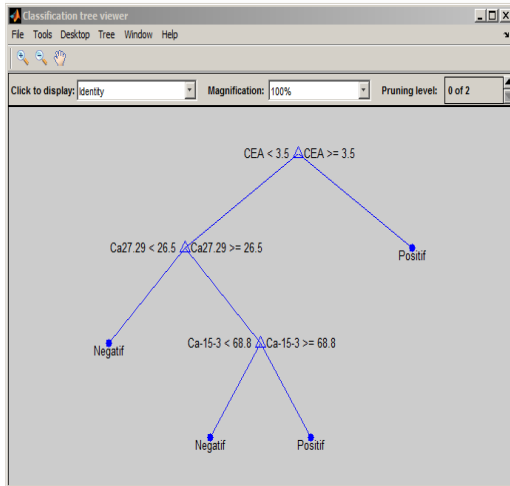 Classification tree viewer
File Tools Desktop Tree Window Help
Click to display: Identity Magnification: 100% Pruning level: 0 of 2
CEA < 3.5 CEA >= 3.5
Ca27.29 < 26.5 Ca27.29 >= 26.5
Positif
Negatif
Ca-15-3 < 68.8 Ca-15-3 >= 68.8
Negatif
Positif